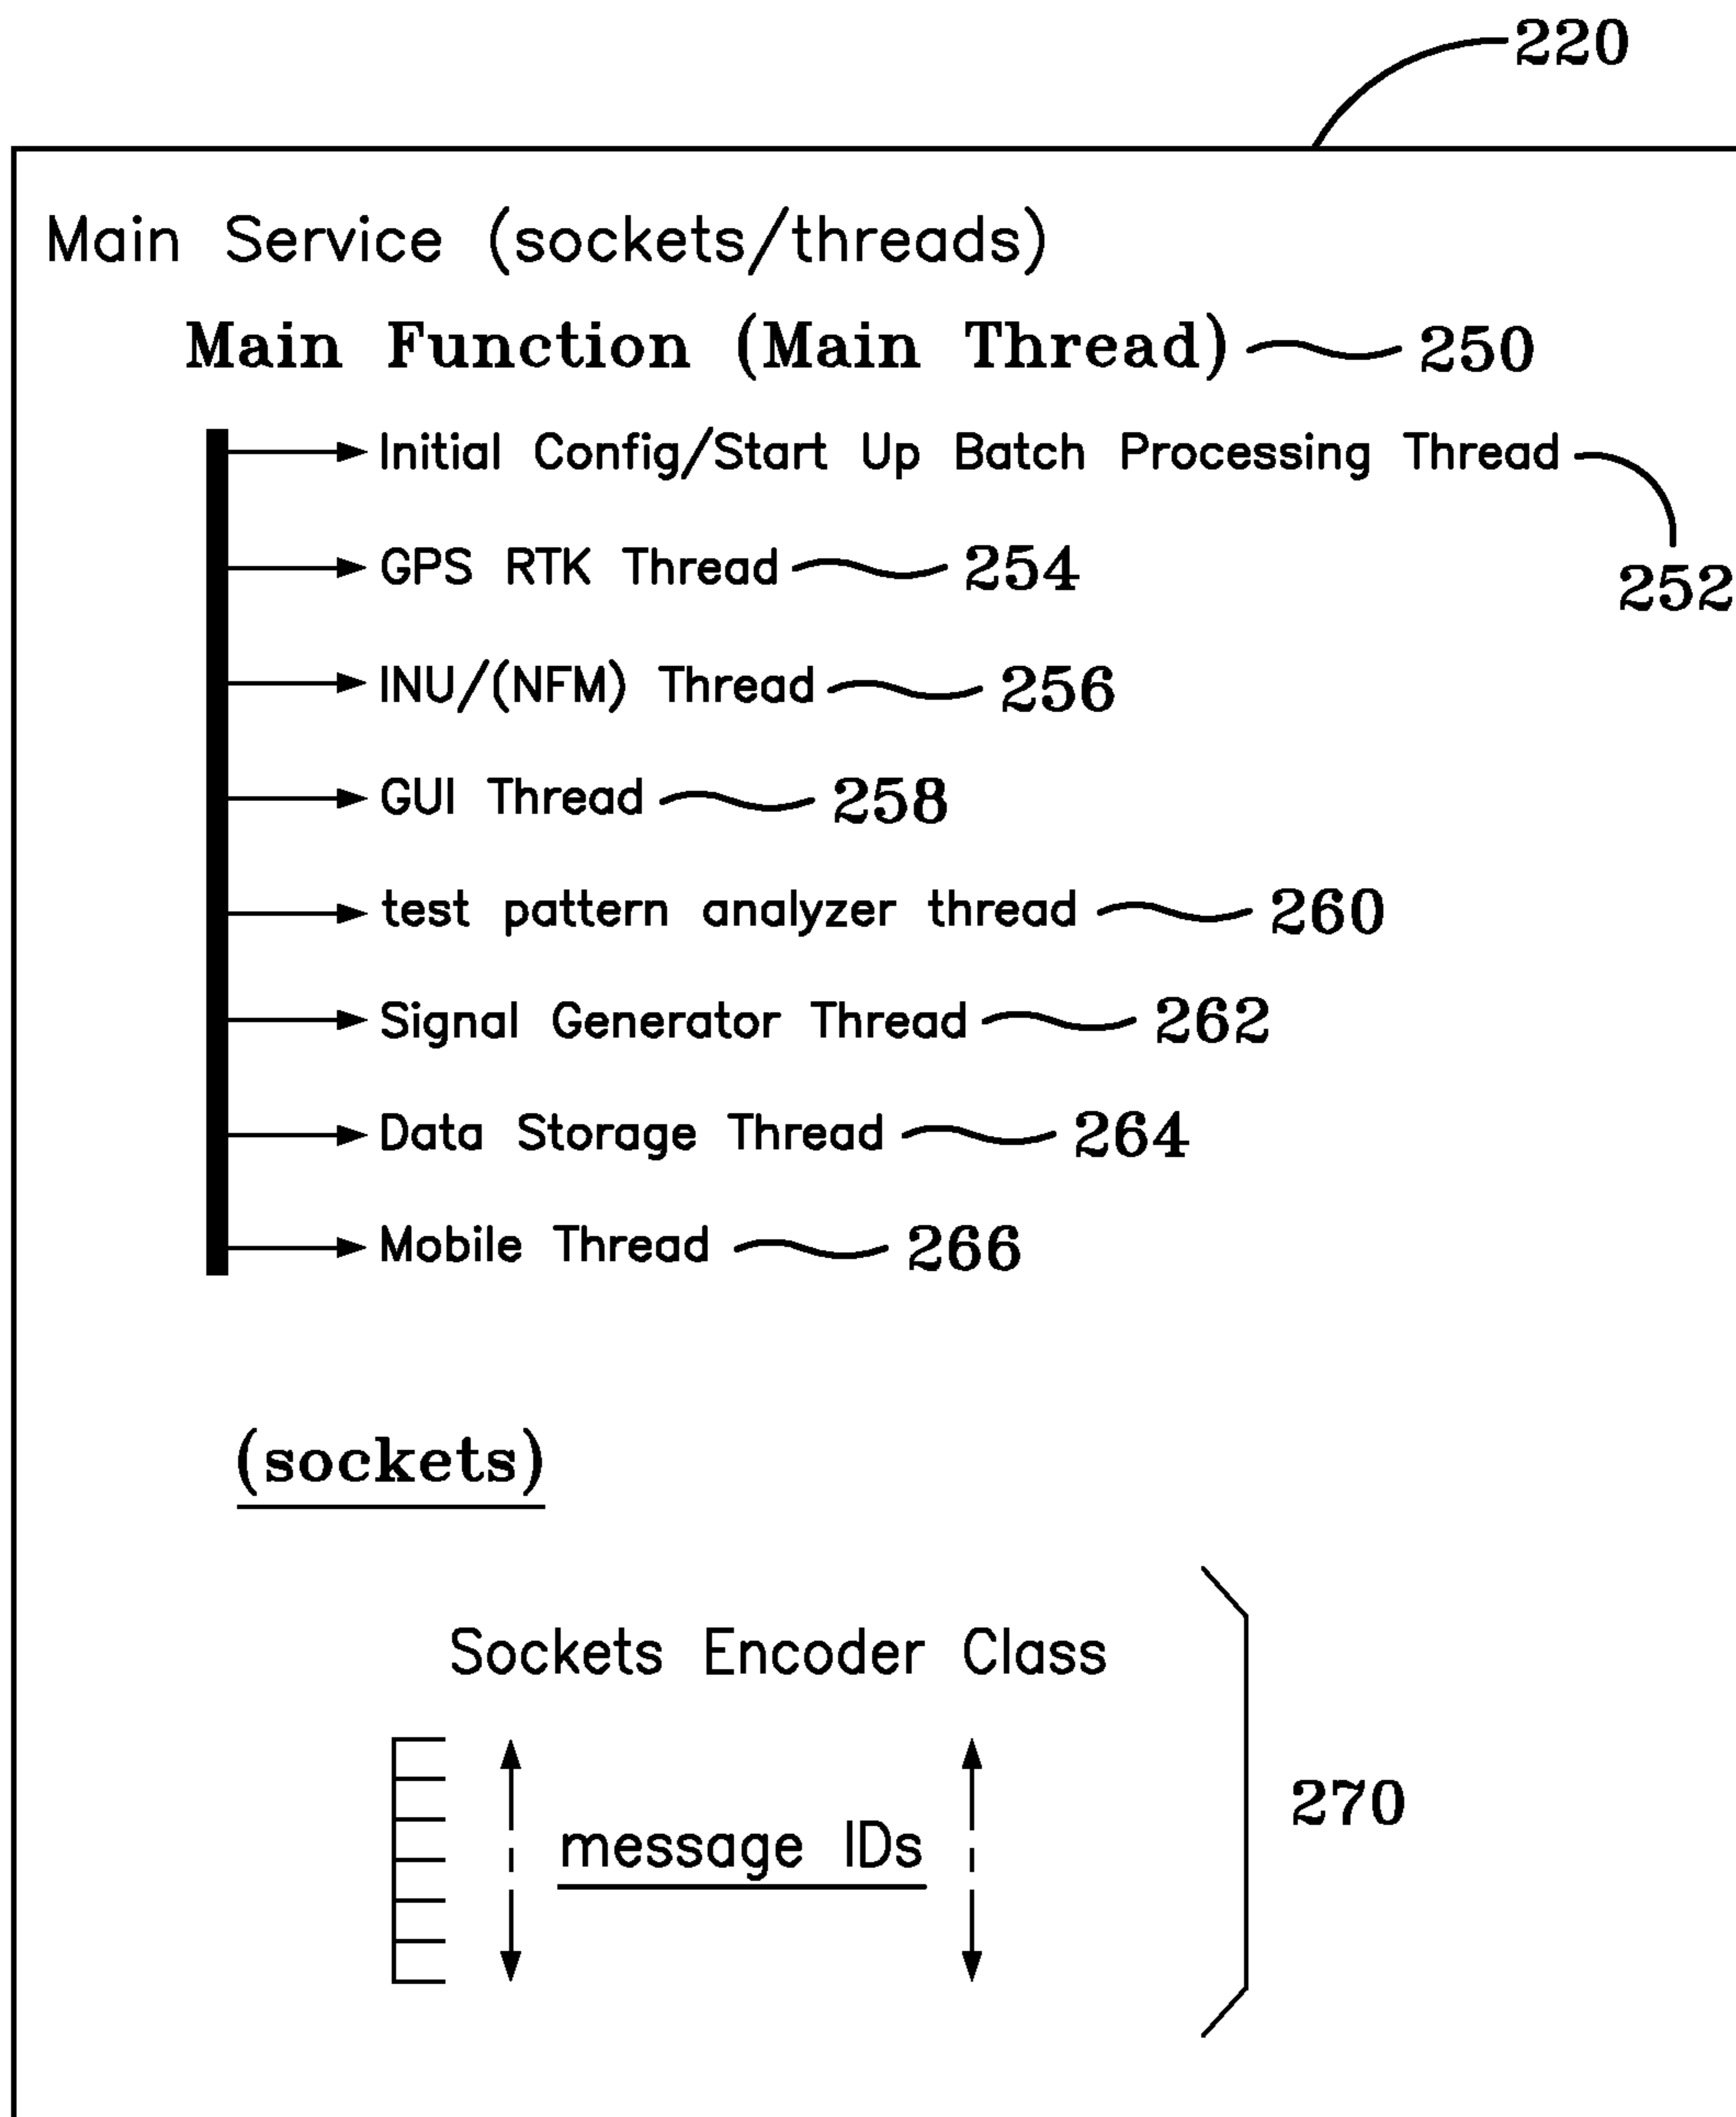 220
Main Service (sockets/threads)
Main Function (Main Thread) 250
Initial Config/Start Up Batch Processing Thread
252
GPS RTK Thread 254
INU/(NFM) Thread 256
GUI Thread 258
test pattern analyzer thread 260
Signal Generator Thread 262
Data Storage Thread 264
Mobile Thread 266
(sockets)
Sockets Encoder Class
270
message IDs